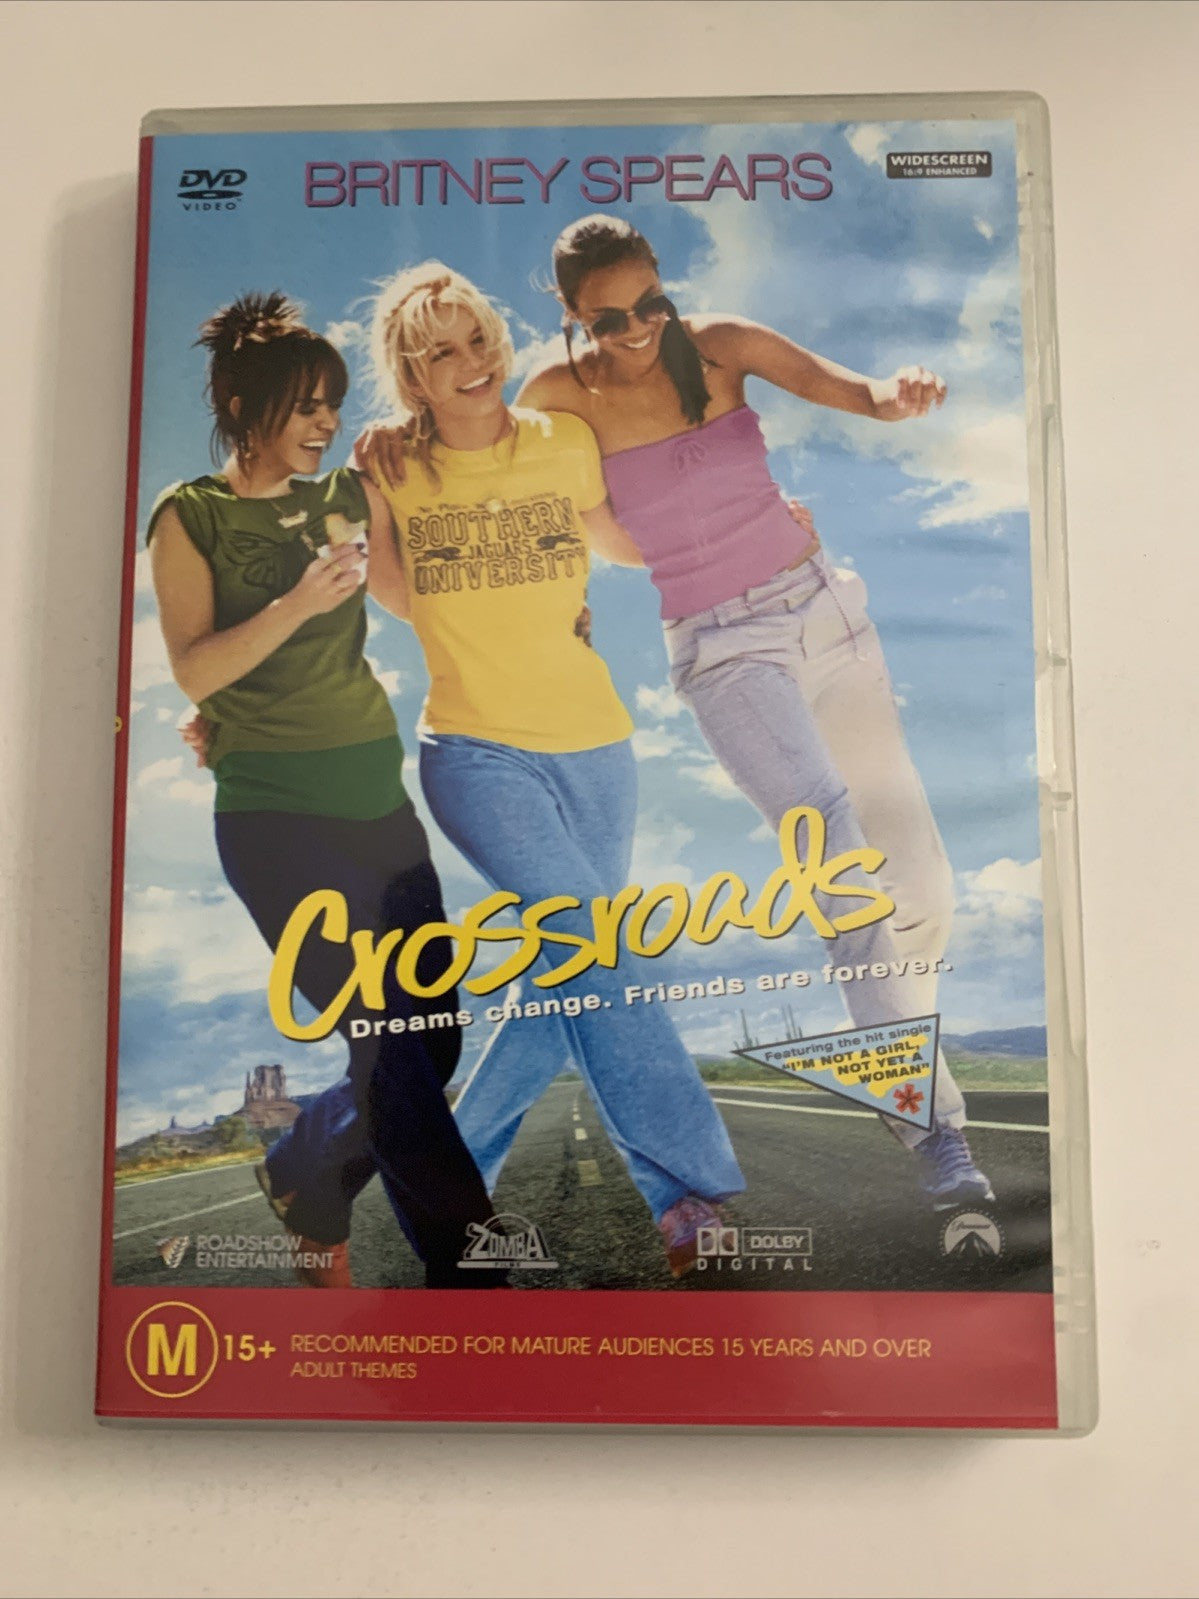 DVD
VIDEO
BRITNEY SPEARS
WIDESCREEN
16:9 ENHANCED
SOUTHERN
JAGUARS
UNIVERSITY
Crossroads
Dreams change. Friends are forever.
Featuring the hit single
"I'M NOT A GIRL,
NOT YET A
WOMAN"
ROADSHOW
ENTERTAINMENT
ZOMBA
FILMS
DOLBY
DIGITAL
Paramount
M 15+ RECOMMENDED FOR MATURE AUDIENCES 15 YEARS AND OVER
ADULT THEMES